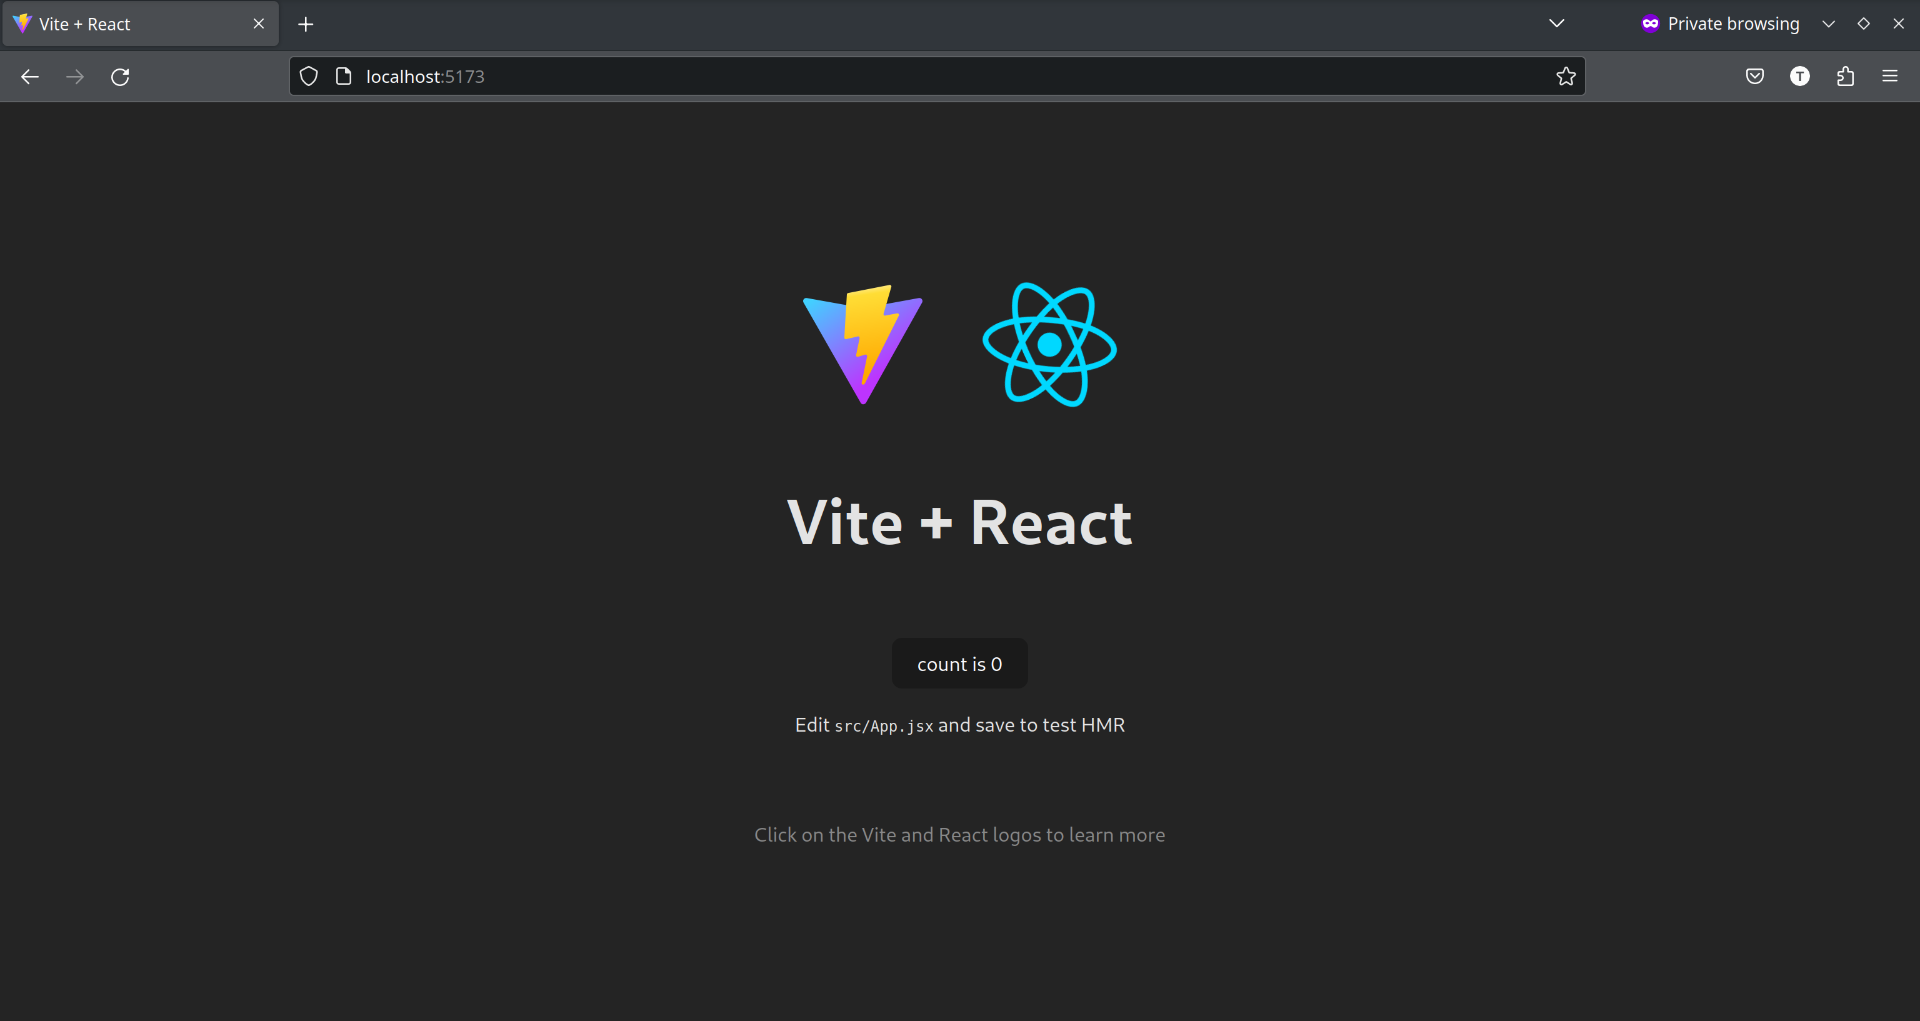 Vite + React
Private browsing
localhost:5173
T
Vite + React
count is 0
Edit src/App.jsx and save to test HMR
Click on the Vite and React logos to learn more